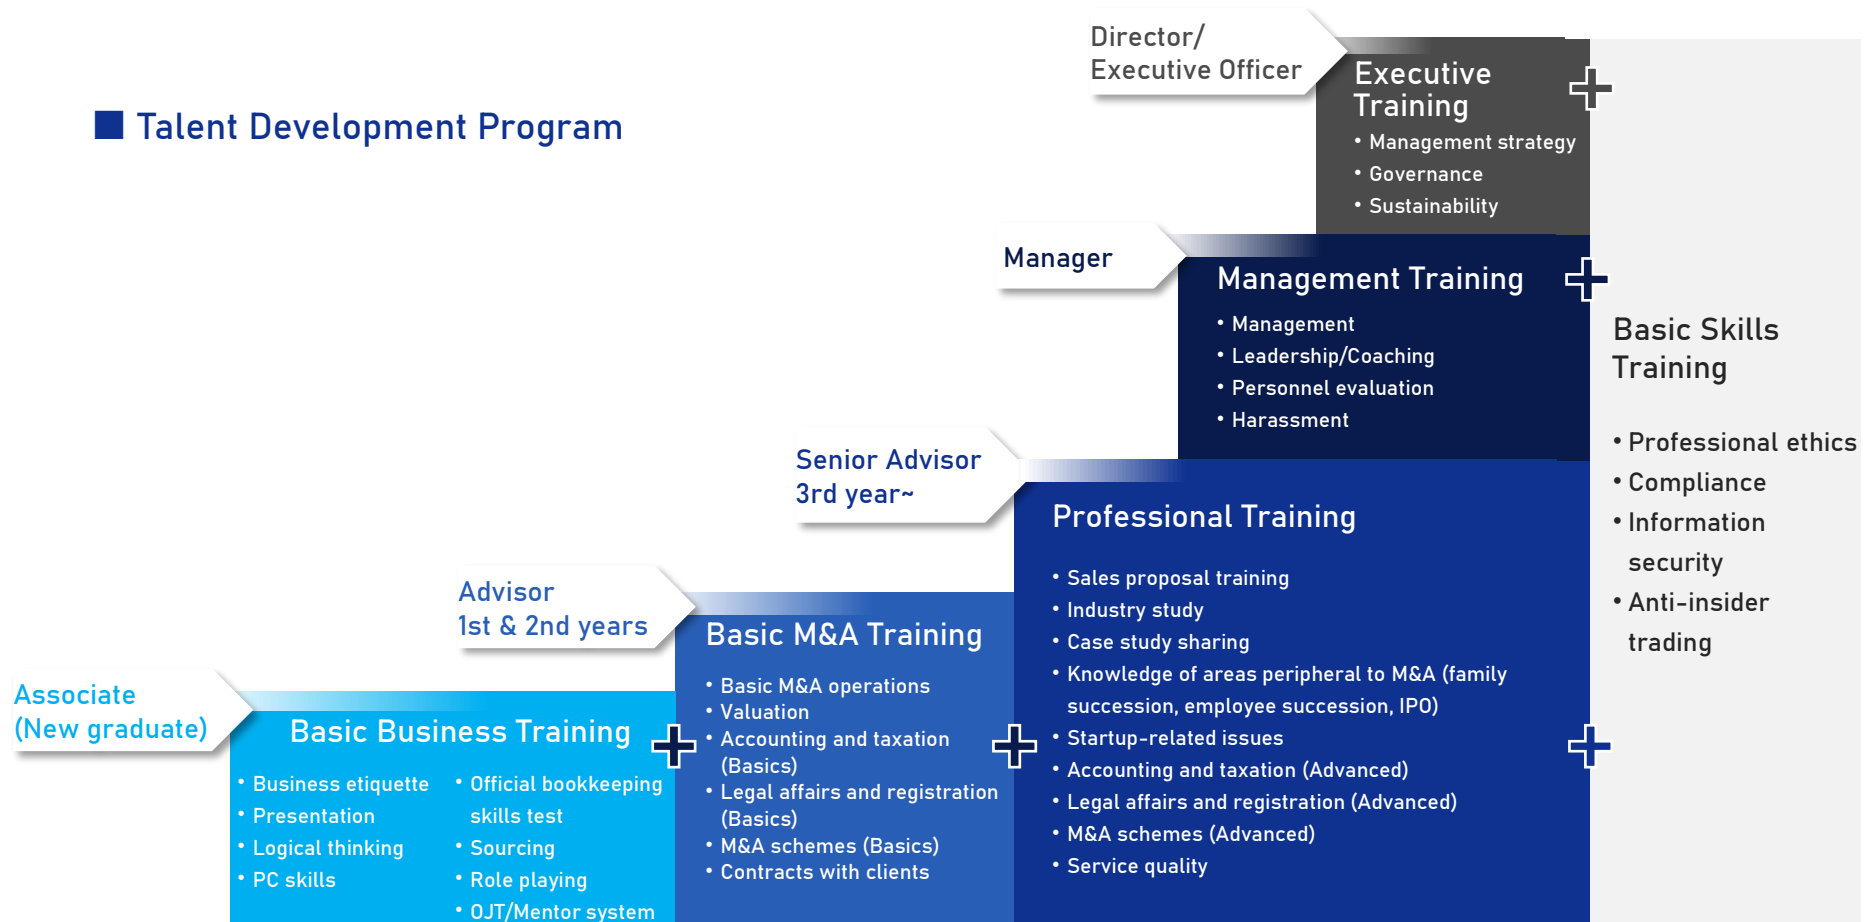 ■ Talent Development Program
Director/
Executive Officer
Executive
Training
• Management strategy
• Governance
• Sustainability
Manager
Management Training
• Management
• Leadership/Coaching
• Personnel evaluation
• Harassment
Senior Advisor
3rd year~
Professional Training
• Sales proposal training
• Industry study
• Case study sharing
• Knowledge of areas peripheral to M&A (family
succession, employee succession, IPO)
• Startup-related issues
• Accounting and taxation (Advanced)
• Legal affairs and registration (Advanced)
• M&A schemes (Advanced)
• Service quality
Advisor
1st & 2nd years
Basic M&A Training
• Basic M&A operations
• Valuation
• Accounting and taxation
(Basics)
• Legal affairs and registration
(Basics)
• M&A schemes (Basics)
• Contracts with clients
Associate
(New graduate)
Basic Business Training
• Business etiquette
• Presentation
• Logical thinking
• PC skills
• Official bookkeeping
skills test
• Sourcing
• Role playing
• OJT/Mentor system
Basic Skills
Training
• Professional ethics
• Compliance
• Information
security
• Anti-insider
trading